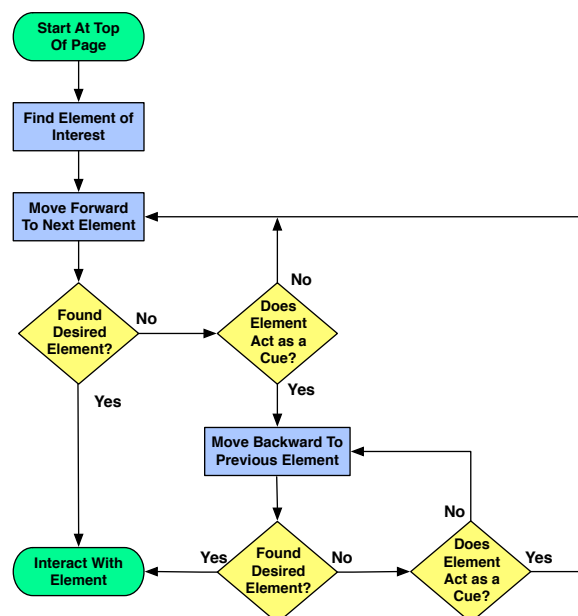 Start At Top
Of Page
Find Element of
Interest
Move Forward
To Next Element
No
Found
Desired
Element?
No
Does
Element
Act as a
Cue?
Yes
Yes
Move Backward To
Previous Element
No
Interact With
Element
Yes
Found
Desired
Element?
No
Does
Element
Act as a
Cue?
Yes